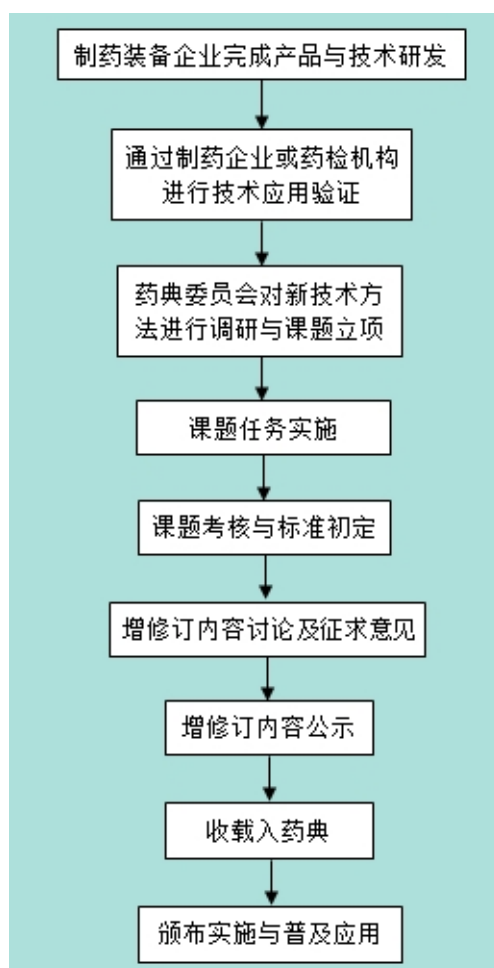 制药装备企业完成产品与技术研发
通过制药企业或药检机构
进行技术应用验证
药典委员会对新技术方
法进行调研与课题立项
课题任务实施
课题考核与标准初定
增修订内容讨论及征求意见
增修订内容公示
收载入药典
颁布实施与普及应用